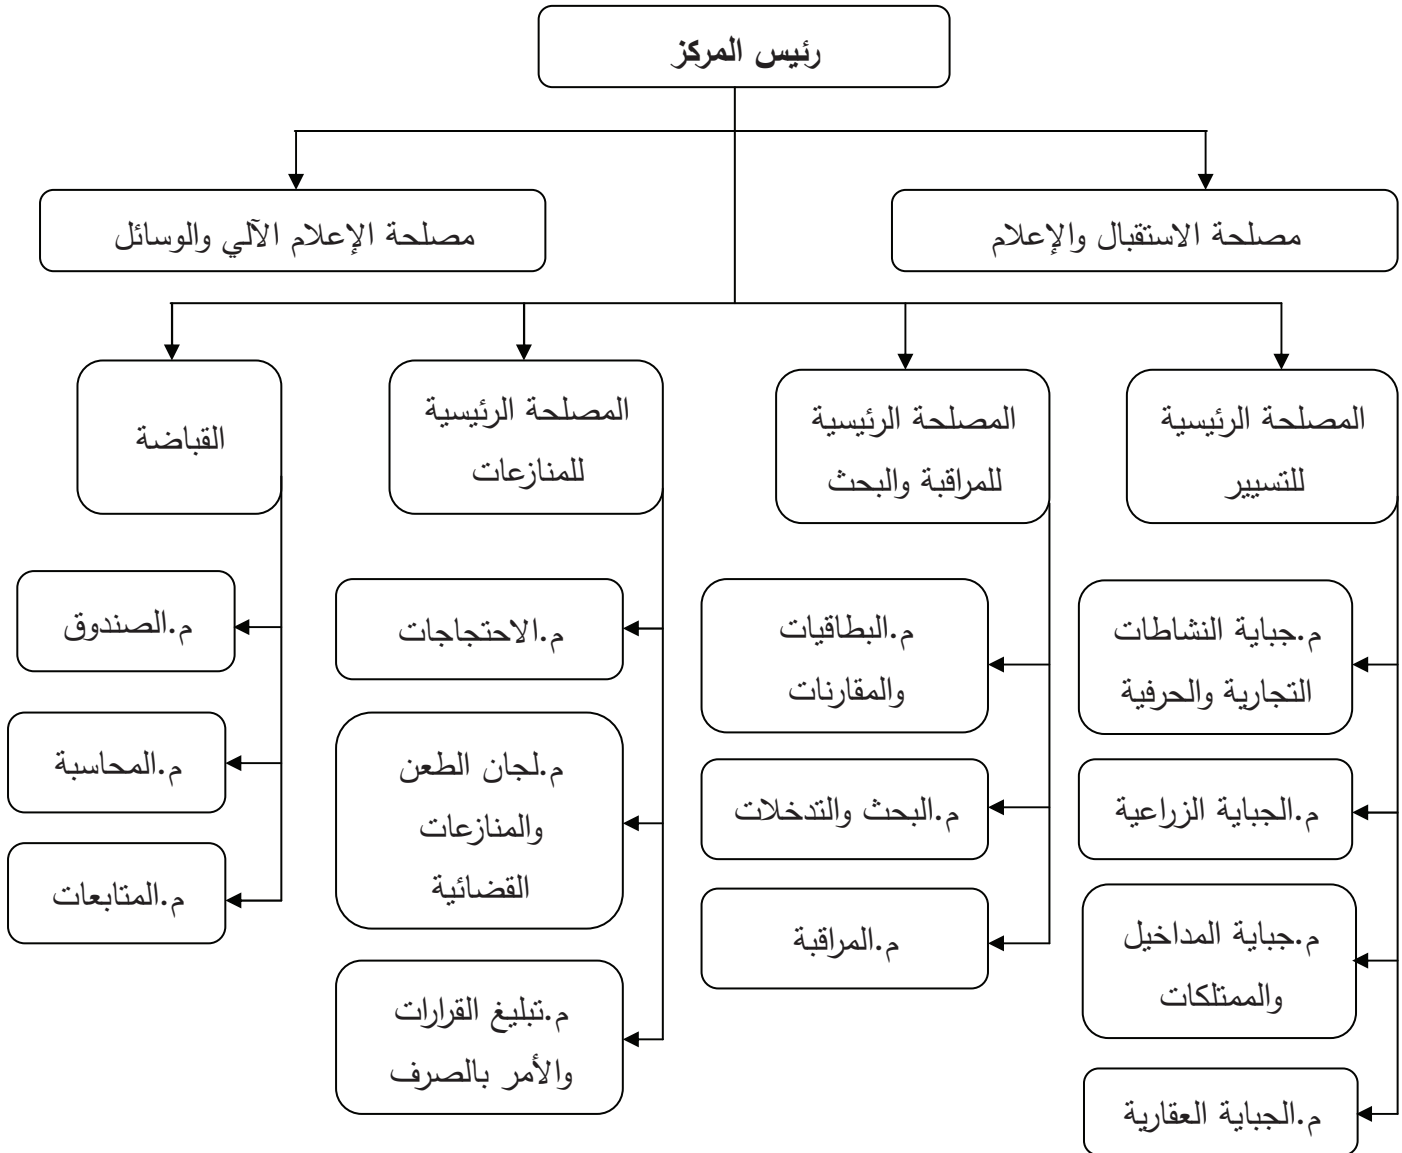 رئيس المركز
مصلحة الاستقبال والإعلام
مصلحة الإعلام الآلي والوسائل
المصلحة الرئيسية
للتسيير
المصلحة الرئيسية
للمراقبة والبحث
المصلحة الرئيسية
للمنازعات
القباضة
م.جباية النشاطات
التجارية والحرفية
م.الجباية الزراعية
م.جباية المداخيل
والممتلكات
م.الجباية العقارية
م.البطاقيات
والمقارنات
م.البحث والتدخلات
م.المراقبة
م.الاحتجاجات
م.لجان الطعن
والمنازعات
القضائية
م.تبليغ القرارات
والأمر بالصرف
م.الصندوق
م.المحاسبة
م.المتابعات